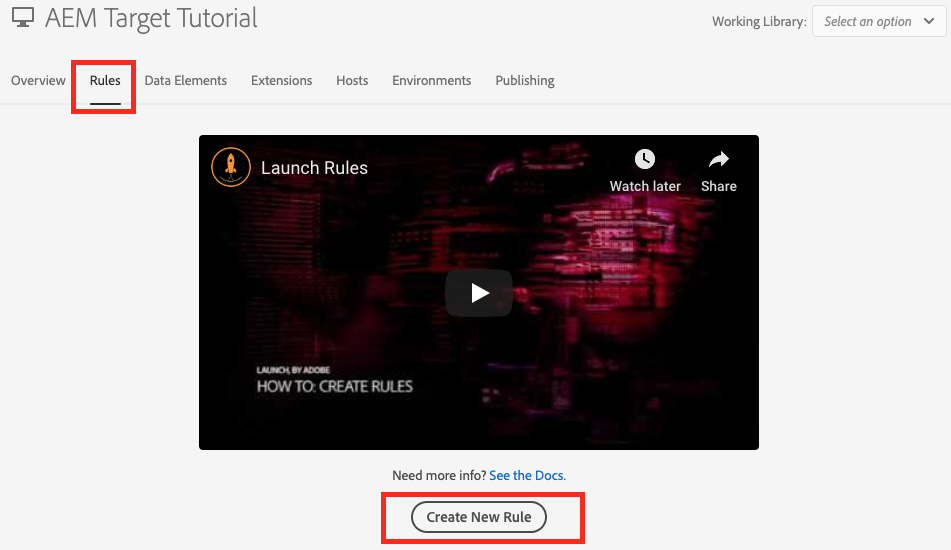 AEM Target Tutorial
Working Library: Select an option
Overview Rules Data Elements Extensions Hosts Environments Publishing
Launch Rules
Watch later Share
LAUNCH, BY ADOBE
HOW TO: CREATE RULES
Need more info? See the Docs.
Create New Rule